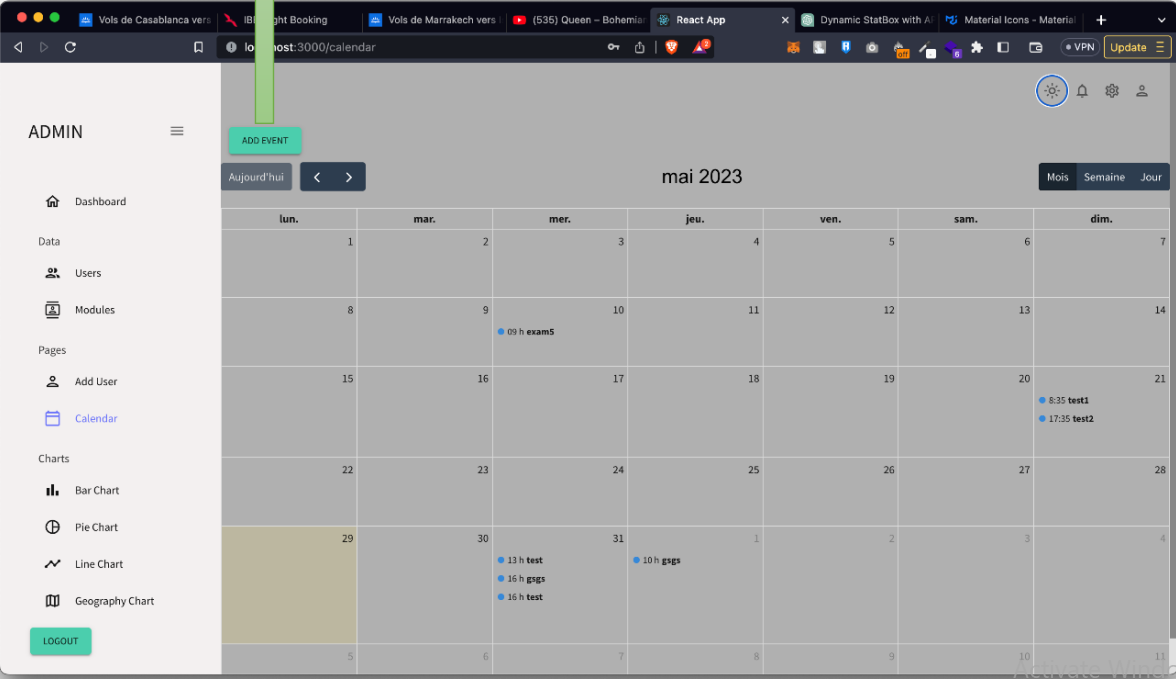 Vols de Casablanca vers
ght Booking
Vols de Marrakech vers
(535) Queen – Bohemian
React App
Dynamic StatBox with AI
Material Icons - Material
host:3000/calendar
2
off
6
VPN
Update
ADMIN
ADD EVENT
Aujourd'hui
mai 2023
Mois Semaine Jour
Dashboard
Data
Users
Modules
Pages
Add User
Calendar
Charts
Bar Chart
Pie Chart
Line Chart
Geography Chart
LOGOUT
lun. mar. mer. jeu. ven. sam. dim.
1 2 3 4 5 6 7
8 9 10 11 12 13 14
09 h exam5
15 16 17 18 19 20 21
8:35 test1
17:35 test2
22 23 24 25 26 27 28
29 30 31 1 2 3 4
13 h test 10 h gsgs
16 h gsgs
16 h test
5 6 7 8 9 10 11
Activate Windo